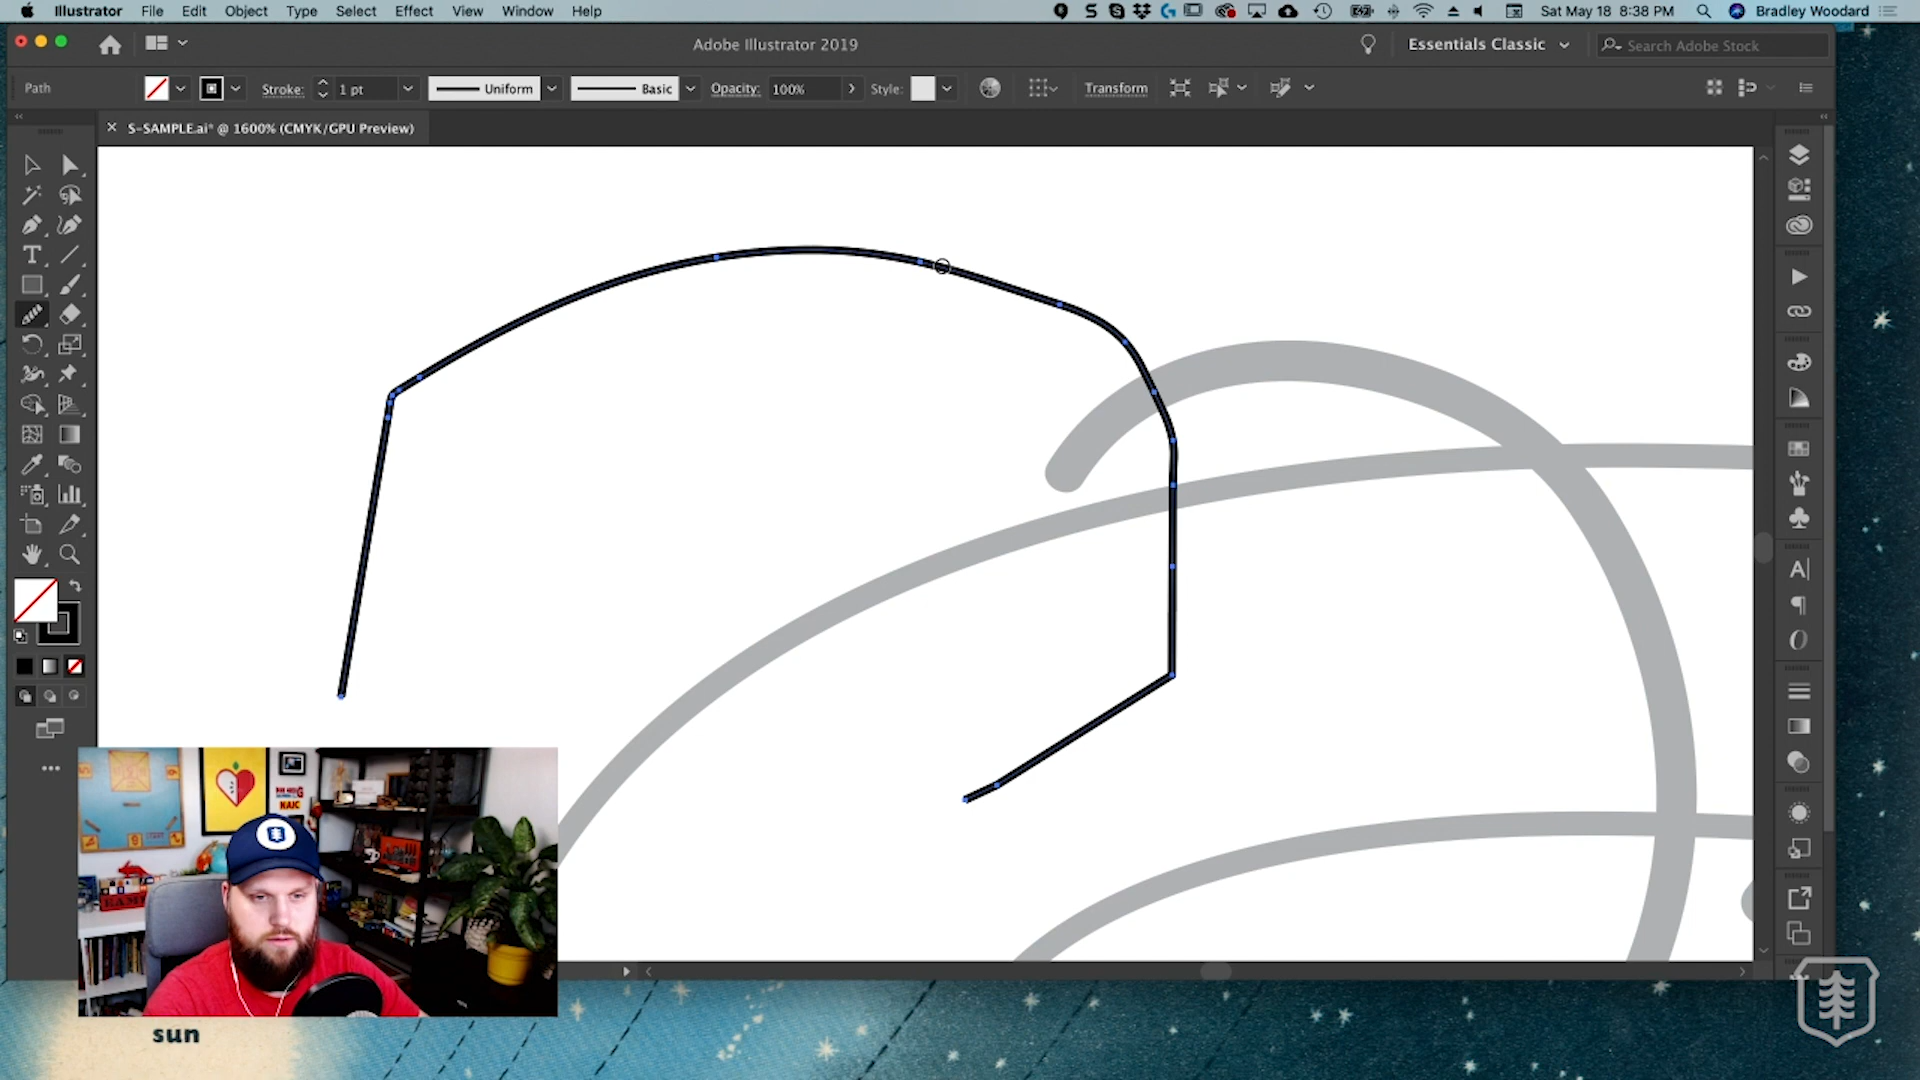 Illustrator File Edit Object Type Select Effect View Window Help
Sat May 18 8:38 PM Bradley Woodard
Adobe Illustrator 2019
Essentials Classic
Search Adobe Stock
Path
Stroke: 1 pt
Uniform
Basic
Opacity: 100%
Style:
Transform
× S-SAMPLE.ai* @ 1600% (CMYK/GPU Preview)
NAIC
sun